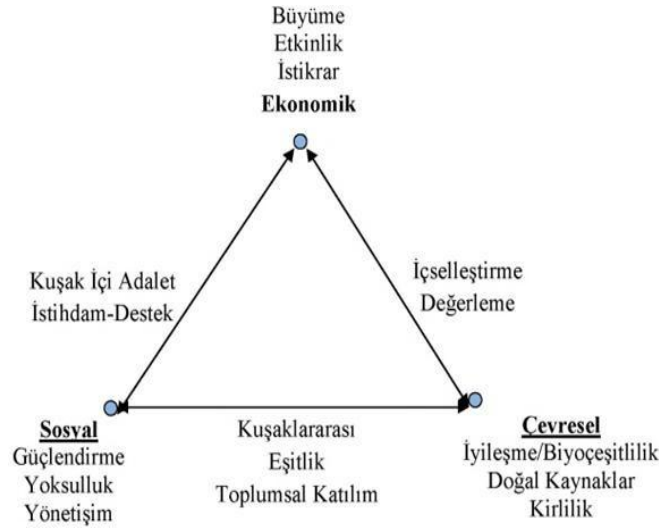 Büyüme
Etkinlik
İstikrar
Ekonomik
Kuşak İçi Adalet
İstihdam-Destek
İçselleştirme
Değerleme
Sosyal
Güçlendirme
Yoksulluk
Yönetişim
Kuşaklararası
Eşitlik
Toplumsal Katılım
Çevresel
İyileşme/Biyoçeşitlilik
Doğal Kaynaklar
Kirlilik